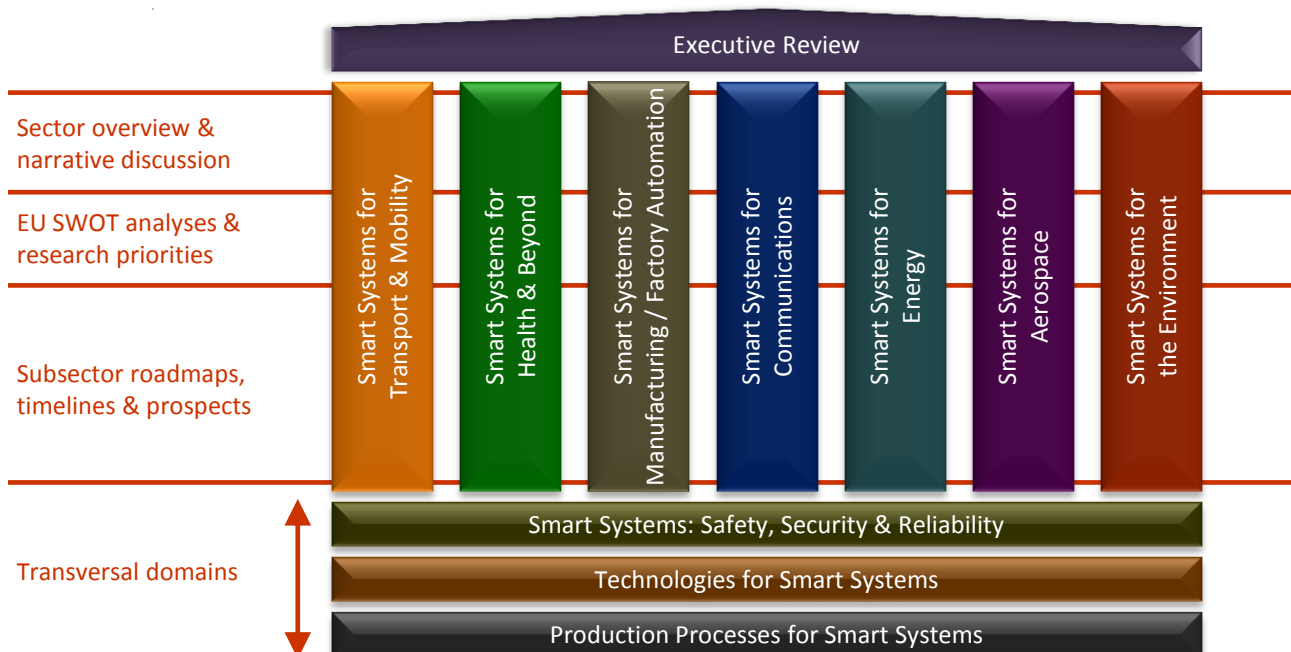 Executive Review
Sector overview &
narrative discussion
EU SWOT analyses &
research priorities
Subsector roadmaps,
timelines & prospects
Transversal domains
Smart Systems for
Transport & Mobility
Smart Systems for
Health & Beyond
Smart Systems for
Manufacturing / Factory Automation
Smart Systems for
Communications
Smart Systems for
Energy
Smart Systems for
Aerospace
Smart Systems for
the Environment
Smart Systems: Safety, Security & Reliability
Technologies for Smart Systems
Production Processes for Smart Systems